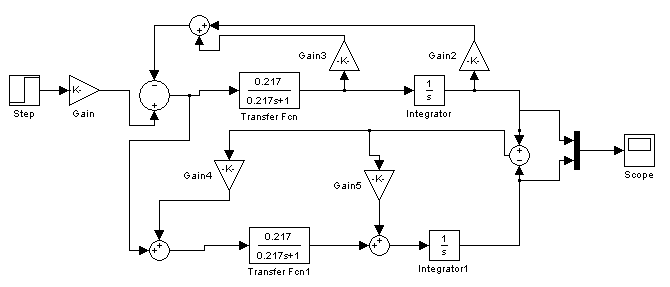 +
+
Gain3
-K-
Gain2
-K-
Step
K-
Gain
−
+
0.217
0.217s+1
Transfer Fcn
1
s
Integrator
+
−
Scope
Gain4
-K-
Gain5
-K-
+
+
0.217
0.217s+1
Transfer Fcn1
+
+
1
s
Integrator1